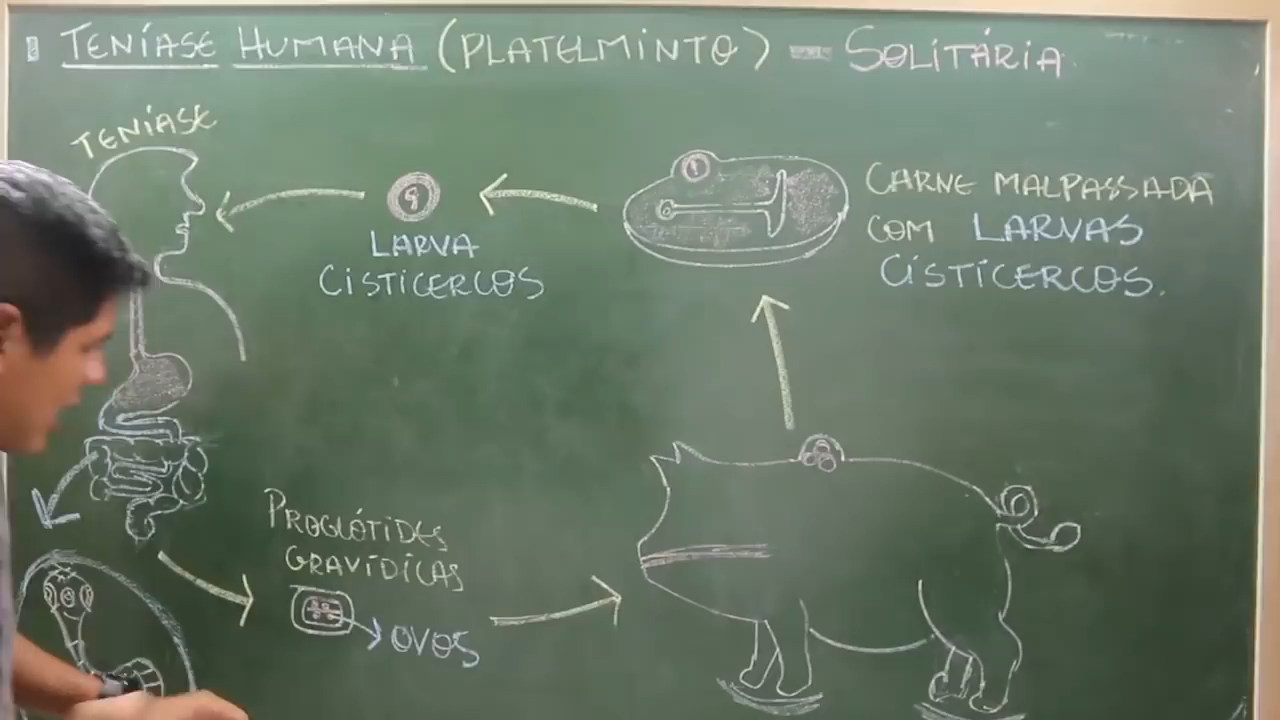 TENÍASE HUMANA (PLATELMINTO) = SOLITÁRIA
TENÍASE
LARVA
CISTICERCOS
CARNE MALPASSADA
COM LARVAS
CISTICERCOS.
PROGLÓTIDES
GRAVÍDICAS
OVOS